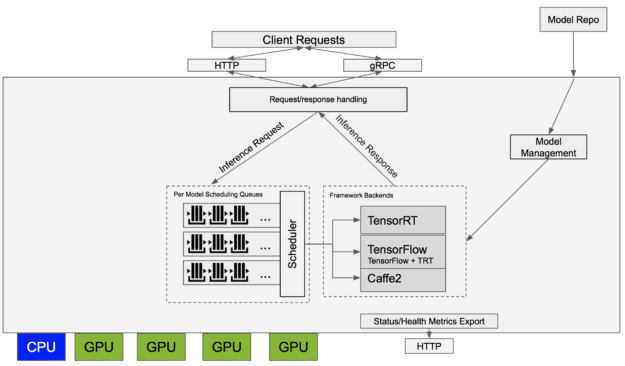 Model Repo
Client Requests
HTTP
gRPC
Request/response handling
Inference Request
Inference Response
Model
Management
Per Model Scheduling Queues
...
...
...
Scheduler
Framework Backends
TensorRT
TensorFlow
TensorFlow + TRT
Caffe2
Status/Health Metrics Export
HTTP
CPU
GPU
GPU
GPU
GPU